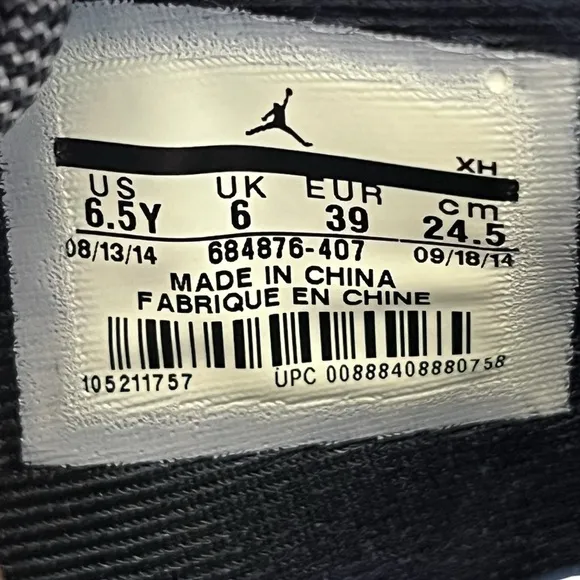 XH
US UK EUR cm
6.5Y 6 39 24.5
08/13/14 684876-407 09/18/14
MADE IN CHINA
FABRIQUE EN CHINE
105211757 UPC 00888408880758